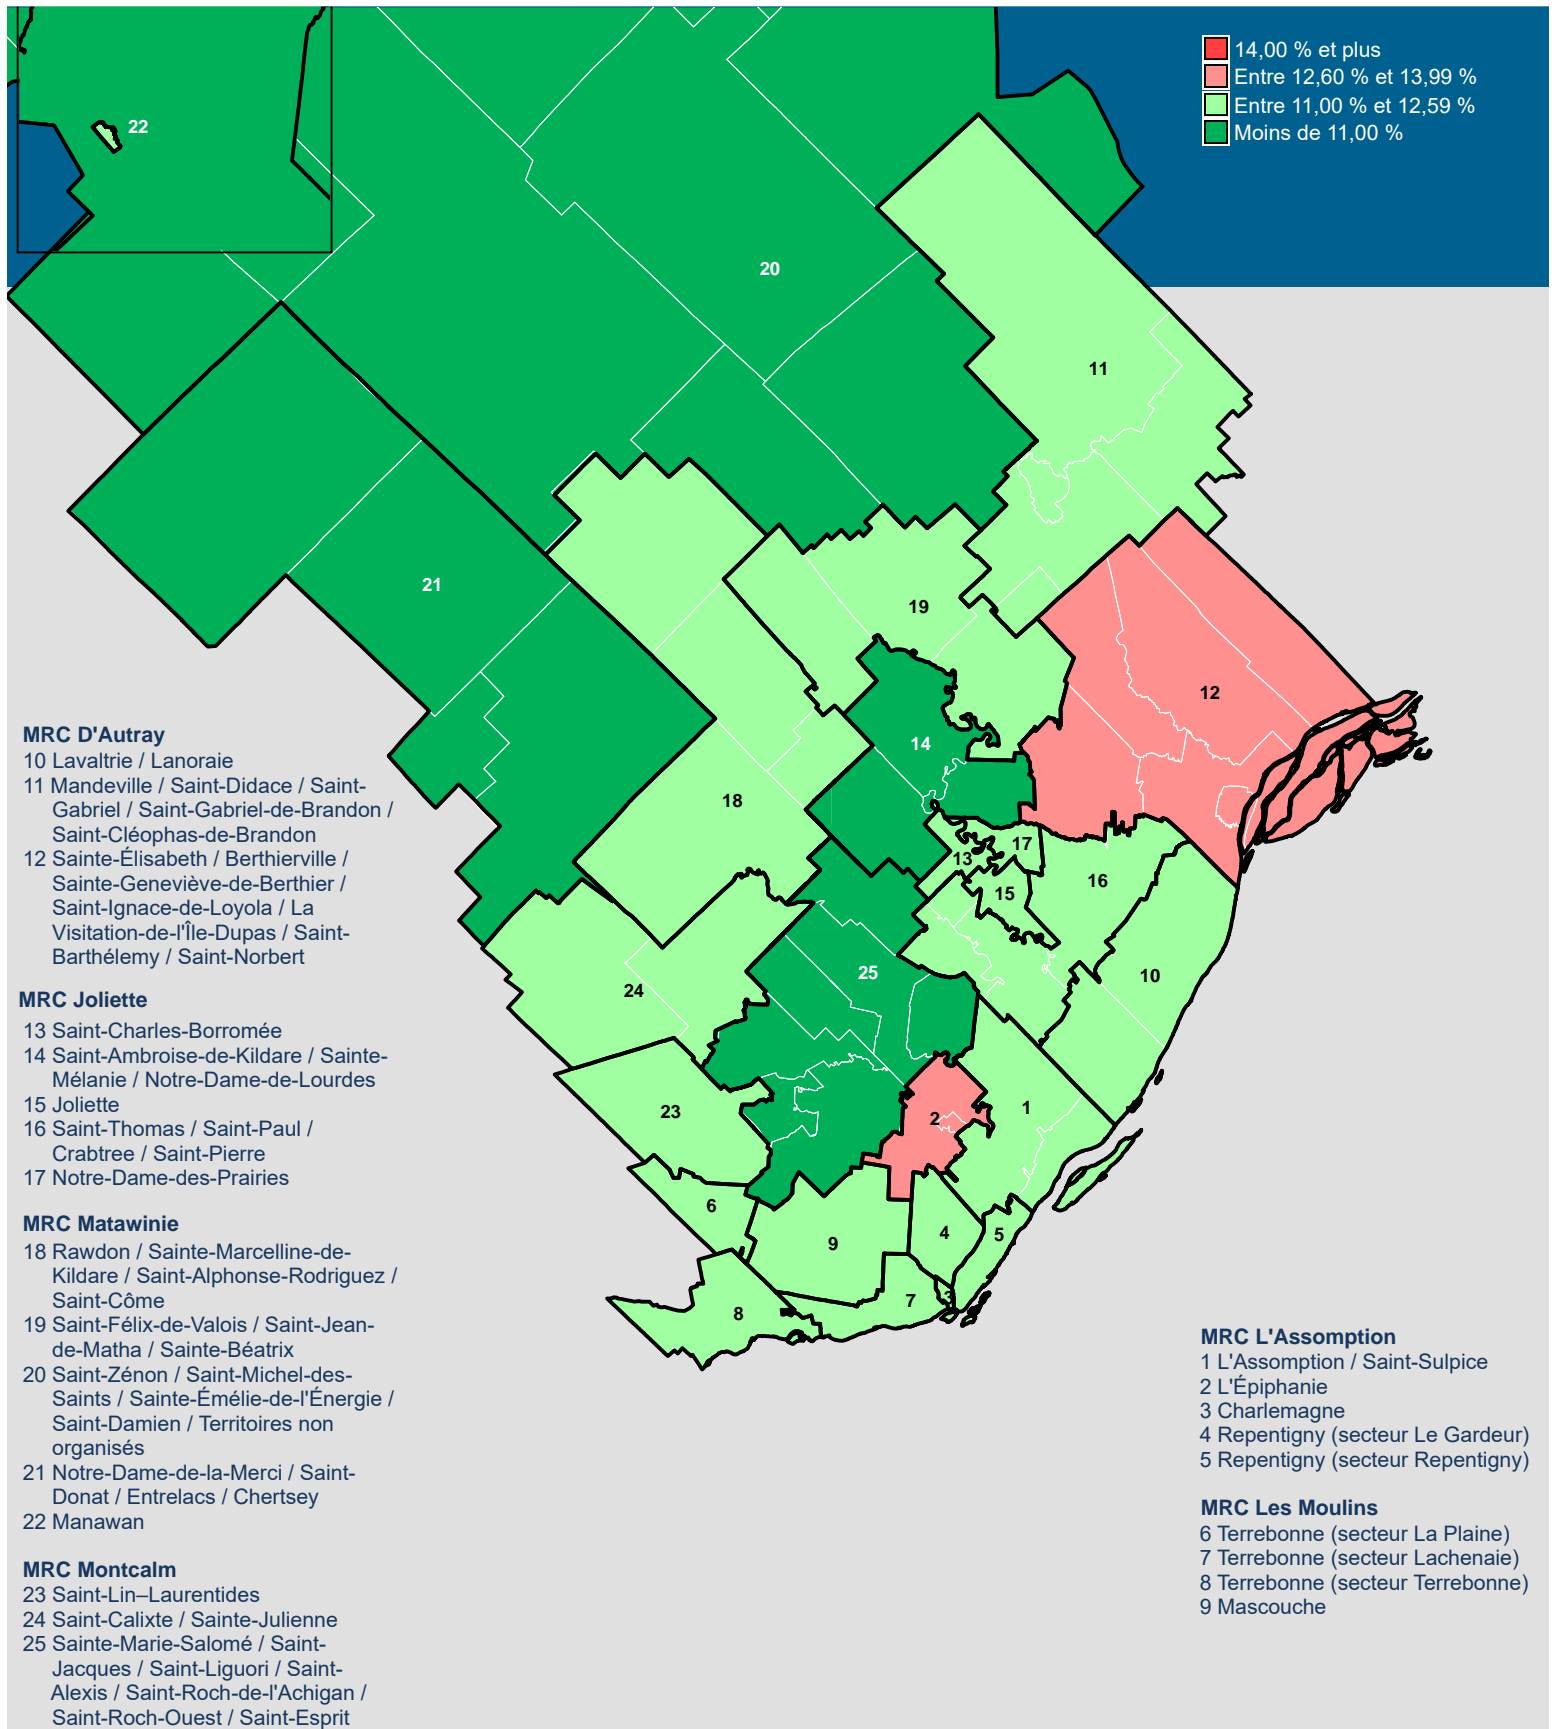 14,00 % et plus
Entre 12,60 % et 13,99 %
Entre 11,00 % et 12,59 %
Moins de 11,00 %
22
20
11
21
19
12
14
18
17
13
16
15
25
10
24
23
2
1
6
4
5
9
3
7
8
MRC D'Autray
10 Lavaltrie / Lanoraie
11 Mandeville / Saint-Didace / Saint-
Gabriel / Saint-Gabriel-de-Brandon /
Saint-Cléophas-de-Brandon
12 Sainte-Élisabeth / Berthierville /
Sainte-Geneviève-de-Berthier /
Saint-Ignace-de-Loyola / La
Visitation-de-l'Île-Dupas / Saint-
Barthélemy / Saint-Norbert
MRC Joliette
13 Saint-Charles-Borromée
14 Saint-Ambroise-de-Kildare / Sainte-
Mélanie / Notre-Dame-de-Lourdes
15 Joliette
16 Saint-Thomas / Saint-Paul /
Crabtree / Saint-Pierre
17 Notre-Dame-des-Prairies
MRC Matawinie
18 Rawdon / Sainte-Marcelline-de-
Kildare / Saint-Alphonse-Rodriguez /
Saint-Côme
19 Saint-Félix-de-Valois / Saint-Jean-
de-Matha / Sainte-Béatrix
20 Saint-Zénon / Saint-Michel-des-
Saints / Sainte-Émélie-de-l'Énergie /
Saint-Damien / Territoires non
organisés
21 Notre-Dame-de-la-Merci / Saint-
Donat / Entrelacs / Chertsey
22 Manawan
MRC Montcalm
23 Saint-Lin–Laurentides
24 Saint-Calixte / Sainte-Julienne
25 Sainte-Marie-Salomé / Saint-
Jacques / Saint-Liguori / Saint-
Alexis / Saint-Roch-de-l'Achigan /
Saint-Roch-Ouest / Saint-Esprit
MRC L'Assomption
1 L'Assomption / Saint-Sulpice
2 L'Épiphanie
3 Charlemagne
4 Repentigny (secteur Le Gardeur)
5 Repentigny (secteur Repentigny)
MRC Les Moulins
6 Terrebonne (secteur La Plaine)
7 Terrebonne (secteur Lachenaie)
8 Terrebonne (secteur Terrebonne)
9 Mascouche